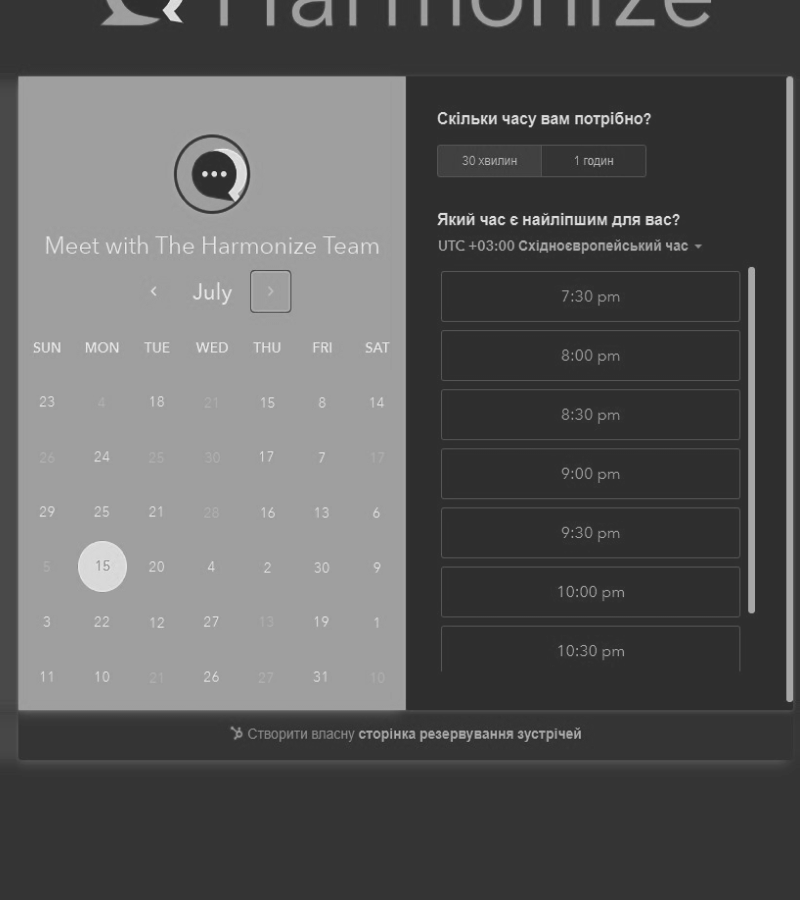 Harmonize
Meet with The Harmonize Team
July
SUN MON TUE WED THU FRI SAT
23 4 18 21 15 8 14
26 24 25 30 17 7 17
29 25 21 28 16 13 6
5 15 20 4 2 30 9
3 22 12 27 13 19 1
11 10 21 26 27 31 10
Скільки часу вам потрібно?
30 хвилин 1 годин
Який час є найліпшим для вас?
UTC +03:00 Східноєвропейський час
7:30 pm
8:00 pm
8:30 pm
9:00 pm
9:30 pm
10:00 pm
10:30 pm
Створити власну сторінка резервування зустрічей